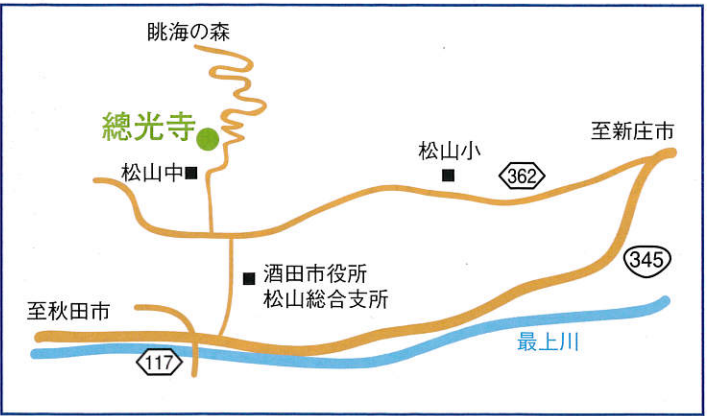 眺海の森
總光寺
至新庄市
松山小
松山中
362
345
酒田市役所
松山総合支所
至秋田市
最上川
117